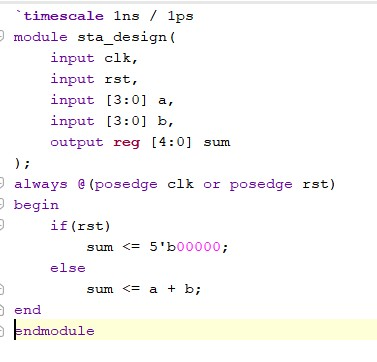 `timescale 1ns / 1ps
module sta_design(
    input clk,
    input rst,
    input [3:0] a,
    input [3:0] b,
    output reg [4:0] sum
);
always @(posedge clk or posedge rst)
begin
    if(rst)
        sum <= 5'b00000;
    else
        sum <= a + b;
end
endmodule